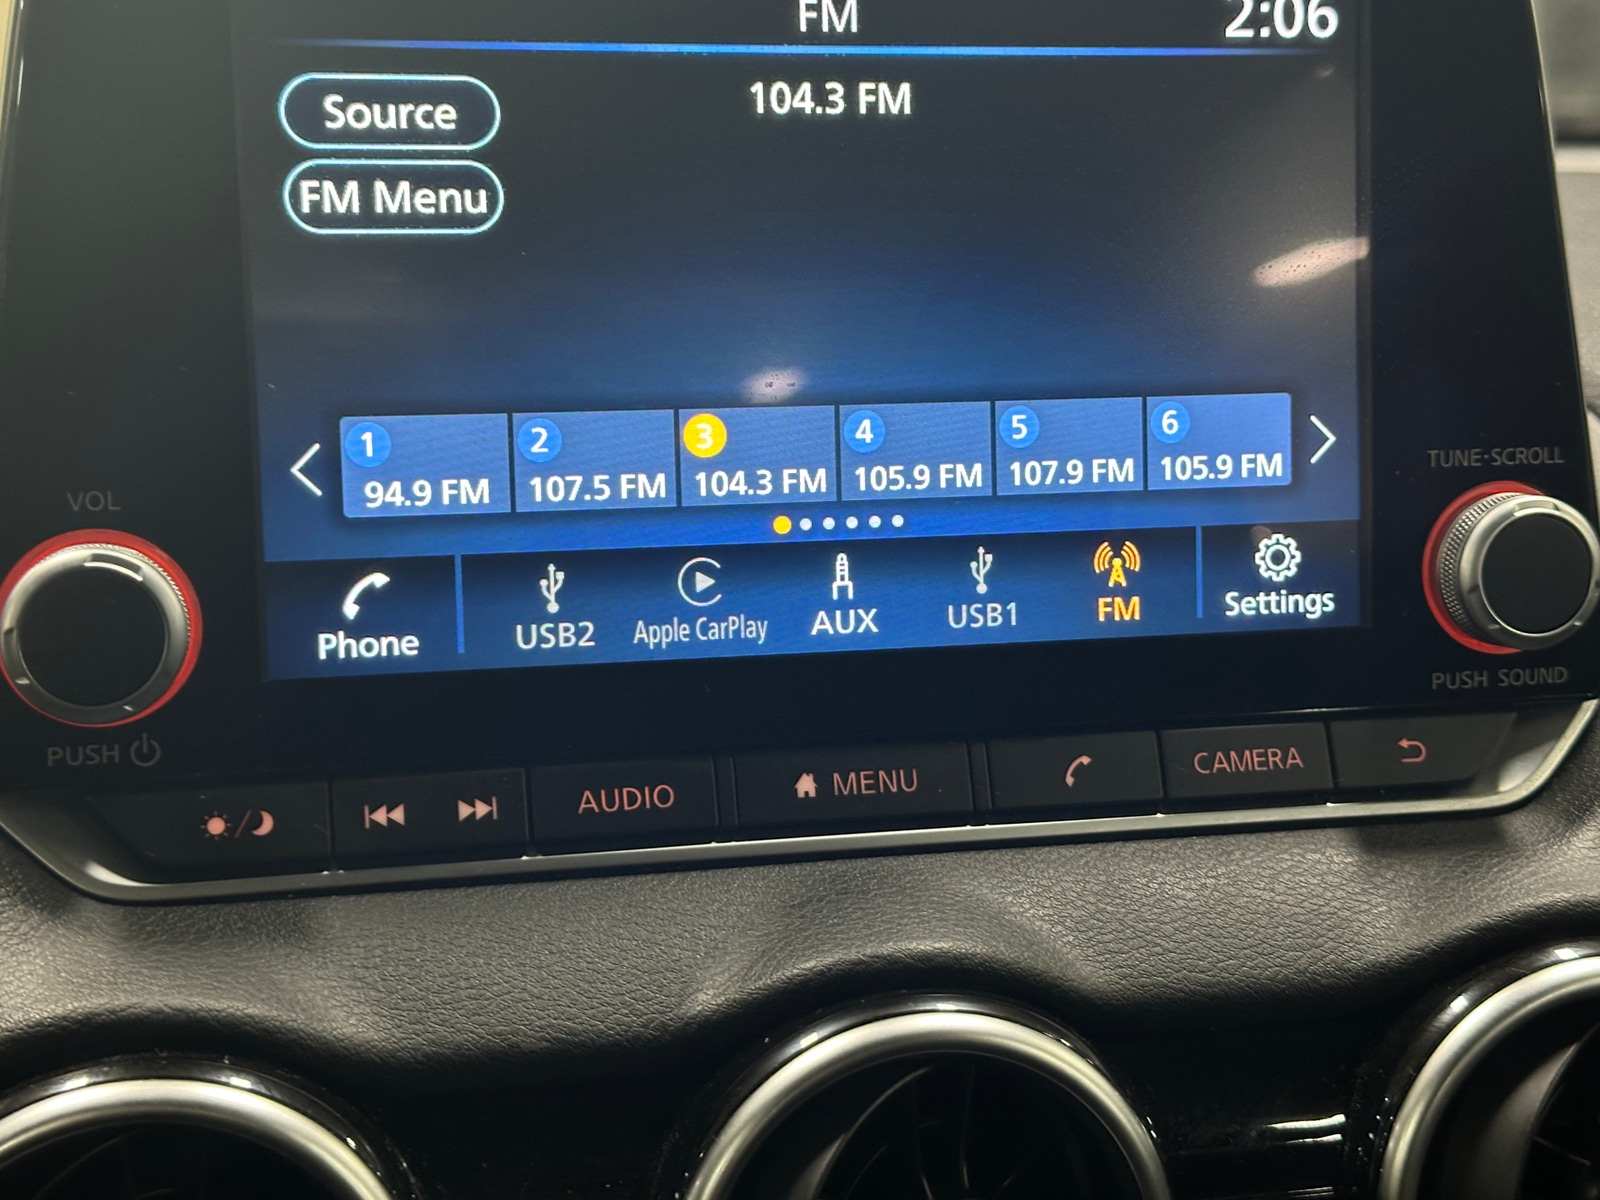 FM
2:06
Source
104.3 FM
FM Menu
1
94.9 FM
2
107.5 FM
3
104.3 FM
4
105.9 FM
5
107.9 FM
6
105.9 FM
VOL
TUNE·SCROLL
Phone
USB2
Apple CarPlay
AUX
USB1
FM
Settings
PUSH
PUSH SOUND
AUDIO
MENU
CAMERA